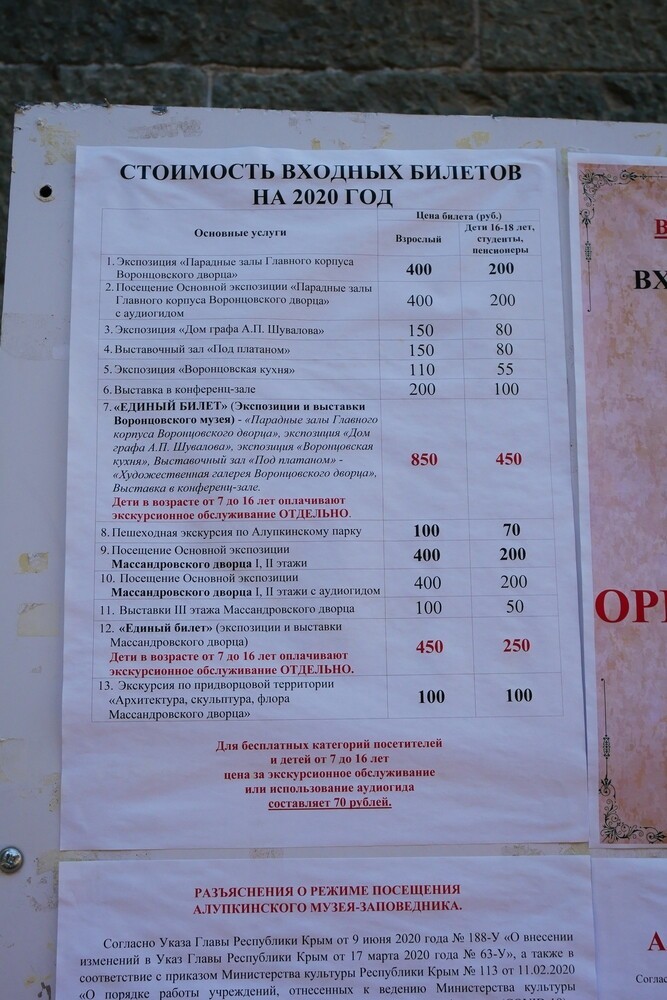 СТОИМОСТЬ ВХОДНЫХ БИЛЕТОВ
НА 2020 ГОД
Основные услуги
Цена билета (руб.)
Взрослый
Дети 16-18 лет,
студенты,
пенсионеры
1. Экспозиция «Парадные залы Главного корпуса
Воронцовского дворца»
400
200
2. Посещение Основной экспозиции «Парадные залы
Главного корпуса Воронцовского дворца»
с аудиогидом
400
200
3. Экспозиция «Дом графа А.П. Шувалова»
150
80
4. Выставочный зал «Под платаном»
150
80
5. Экспозиция «Воронцовская кухня»
110
55
6. Выставка в конференц-зале
200
100
7. «ЕДИНЫЙ БИЛЕТ» (Экспозиции и выставки
Воронцовского музея) - «Парадные залы Главного
корпуса Воронцовского дворца», экспозиция «Дом
графа А.П. Шувалова», экспозиция «Воронцовская
кухня», Выставочный зал «Под платаном» -
«Художественная галерея Воронцовского дворца»,
Выставка в конференц-зале.
Дети в возрасте от 7 до 16 лет оплачивают
экскурсионное обслуживание ОТДЕЛЬНО.
850
450
8. Пешеходная экскурсия по Алупкинскому парку
100
70
9. Посещение Основной экспозиции
Массандровского дворца I, II этажи
400
200
10. Посещение Основной экспозиции
Массандровского дворца I, II этажи с аудиогидом
400
200
11. Выставки III этажа Массандровского дворца
100
50
12. «Единый билет» (экспозиции и выставки
Массандровского дворца)
Дети в возрасте от 7 до 16 лет оплачивают
экскурсионное обслуживание ОТДЕЛЬНО.
450
250
13. Экскурсия по придворцовой территории
«Архитектура, скульптура, флора
Массандровского дворца»
100
100
Для бесплатных категорий посетителей
и детей от 7 до 16 лет
цена за экскурсионное обслуживание
или использование аудиогида
составляет 70 рублей.
РАЗЪЯСНЕНИЯ О РЕЖИМЕ ПОСЕЩЕНИЯ
АЛУПКИНСКОГО МУЗЕЯ-ЗАПОВЕДНИКА.
Согласно Указа Главы Республики Крым от 9 июня 2020 года № 188-У «О внесении
изменений в Указ Главы Республики Крым от 17 марта 2020 года № 63-У», а также в
соответствие с приказом Министерства культуры Республики Крым № 113 от 11.02.2020
«О порядке работы учреждений, отнесенных к ведению Министерства культуры